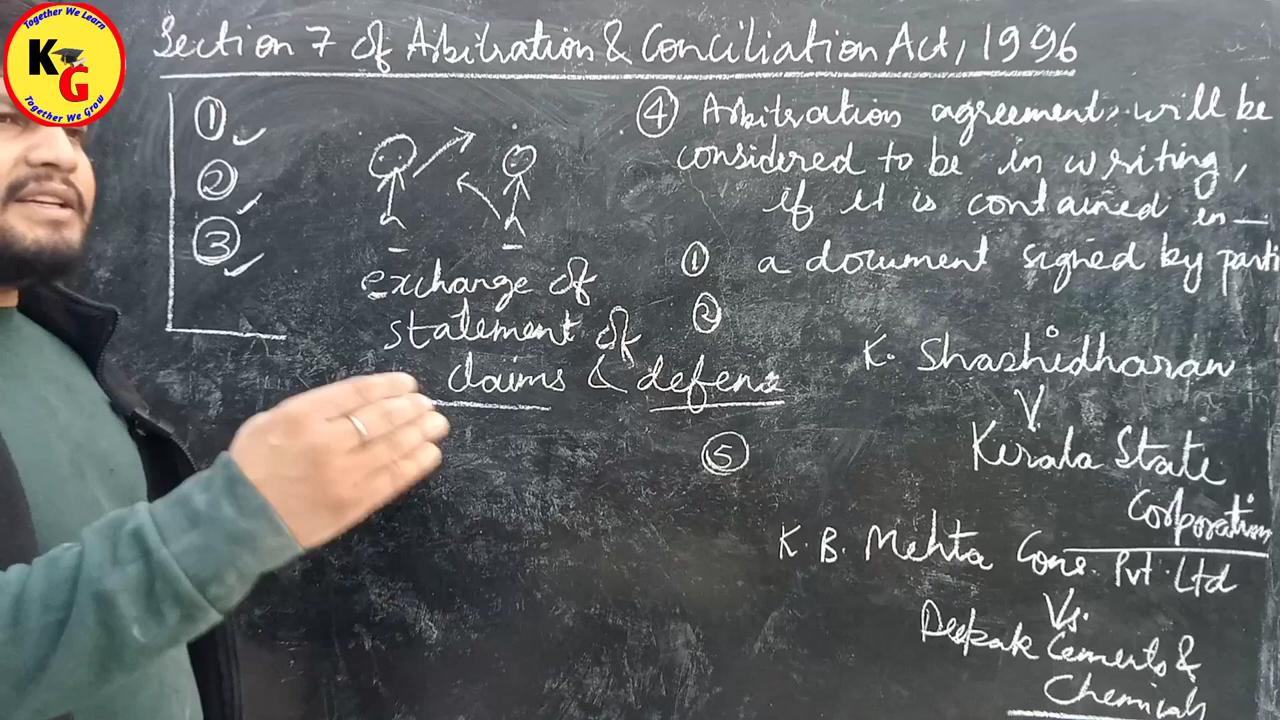 Together We Learn
KG
Together We Grow
Section 7 of Arbitration & Conciliation Act, 1996
①
②
③
exchange of
statement of
claims & defense
④ Arbitration agreement, will be
considered to be in writing,
if it is contained in —
① a document signed by parti
②
K. Shashidharan
V
Kerala State
Corporation
⑤
K. B. Mehta Cons. Pvt. Ltd
Vs.
Deepak Cements &
Chemicals